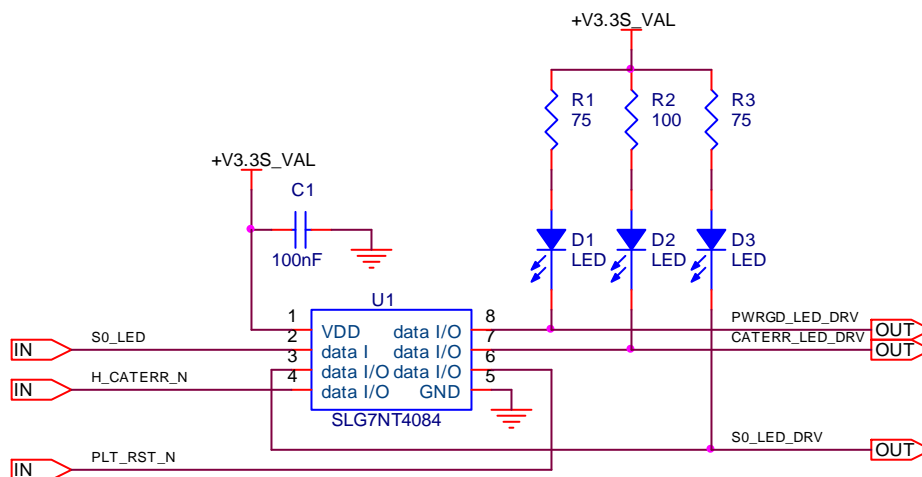 +V3.3S_VAL
R1 R2 R3
75 100 75
+V3.3S_VAL
C1
100nF
D1 D2 D3
LED LED LED
U1
1 8 PWRGD_LED_DRV OUT
VDD data I/O
2 7 CATERR_LED_DRV OUT
IN S0_LED data I data I/O
3 6
data I/O data I/O
4 5
IN H_CATERR_N data I/O GND
SLG7NT4084
S0_LED_DRV OUT
IN PLT_RST_N